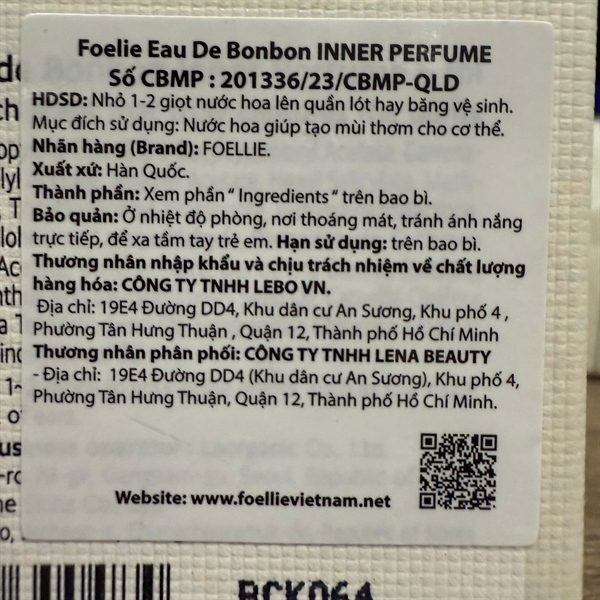 Foelie Eau De Bonbon INNER PERFUME
Số CBMP : 201336/23/CBMP-QLD
HDSD: Nhỏ 1-2 giọt nước hoa lên quần lót hay băng vệ sinh.
Mục đích sử dụng: Nước hoa giúp tạo mùi thơm cho cơ thể.
Nhãn hàng (Brand): FOELLIE.
Xuất xứ: Hàn Quốc.
Thành phần: Xem phần “ Ingredients “ trên bao bì.
Bảo quản: Ở nhiệt độ phòng, nơi thoáng mát, tránh ánh nắng
trực tiếp, để xa tầm tay trẻ em. Hạn sử dụng: trên bao bì.
Thương nhân nhập khẩu và chịu trách nhiệm về chất lượng
hàng hóa: CÔNG TY TNHH LEBO VN.
Địa chỉ: 19E4 Đường DD4, Khu dân cư An Sương, Khu phố 4 ,
Phường Tân Hưng Thuận , Quận 12, Thành phố Hồ Chí Minh
Thương nhân phân phối: CÔNG TY TNHH LENA BEAUTY
- Địa chỉ: 19E4 Đường DD4 (Khu dân cư An Sương), Khu phố 4,
Phường Tân Hưng Thuận, Quận 12, Thành phố Hồ Chí Minh.
Website: www.foellievietnam.net